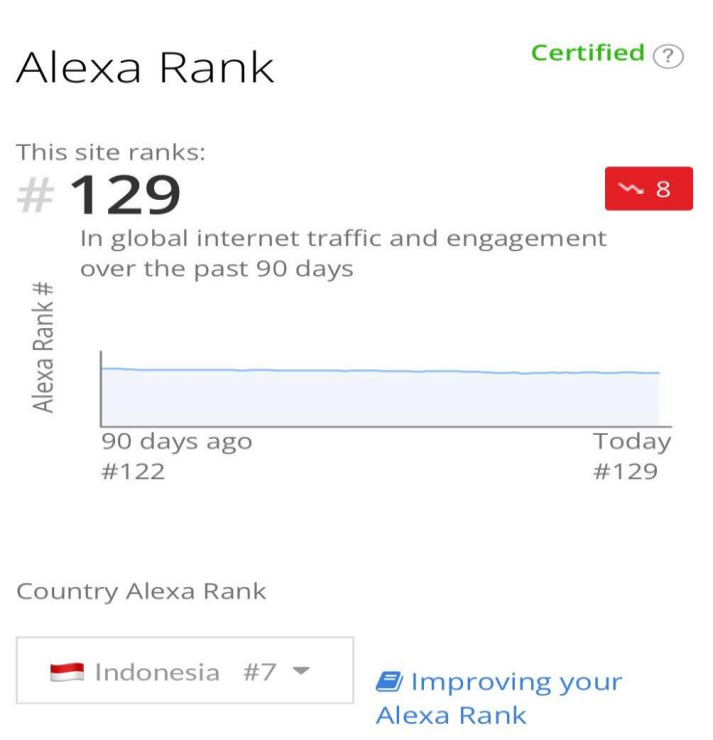 Alexa Rank
Certified ?
This site ranks:
# 129
8
In global internet traffic and engagement
over the past 90 days
Alexa Rank #
90 days ago
#122
Today
#129
Country Alexa Rank
Indonesia #7
Improving your
Alexa Rank